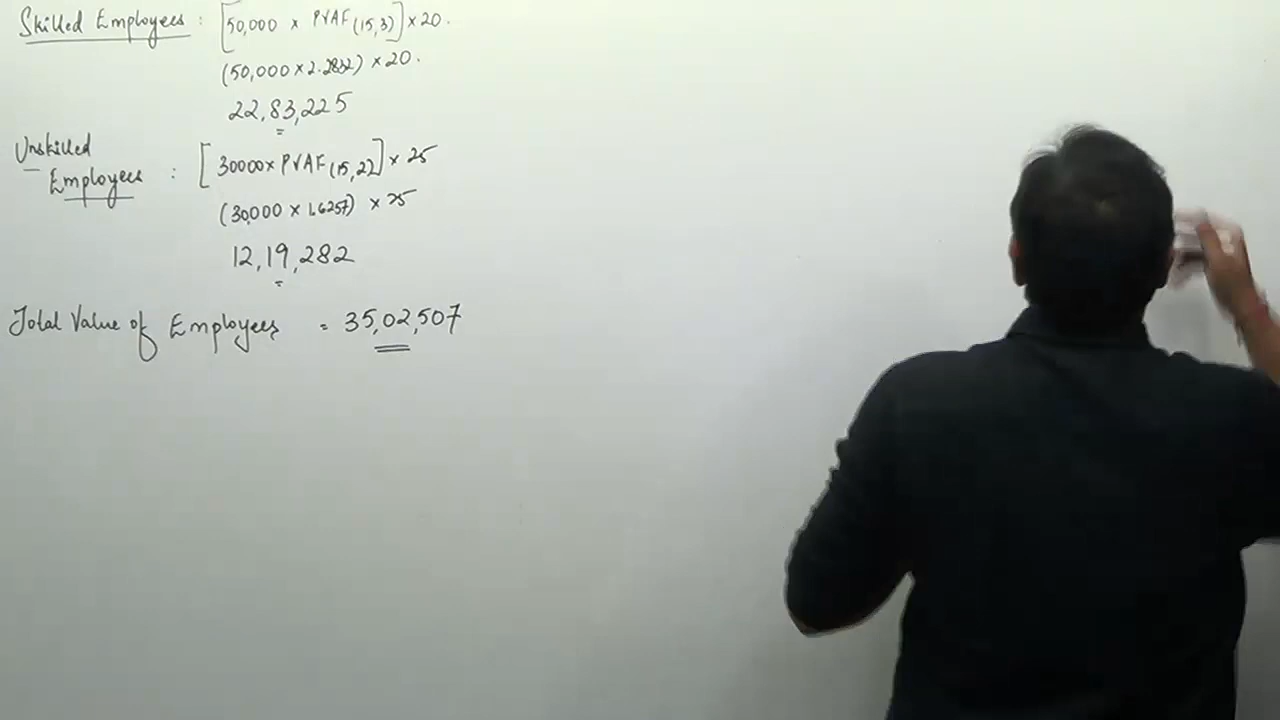 Skilled Employees : [50,000 × PVAF(15,3)] × 20.
(50,000 × 2.2832) × 20.
22,83,225
Unskilled
Employees : [30000 × PVAF(15,2)] × 25
(30,000 × 1.6257) × 25
12,19,282
Total Value of Employees = 35,02,507